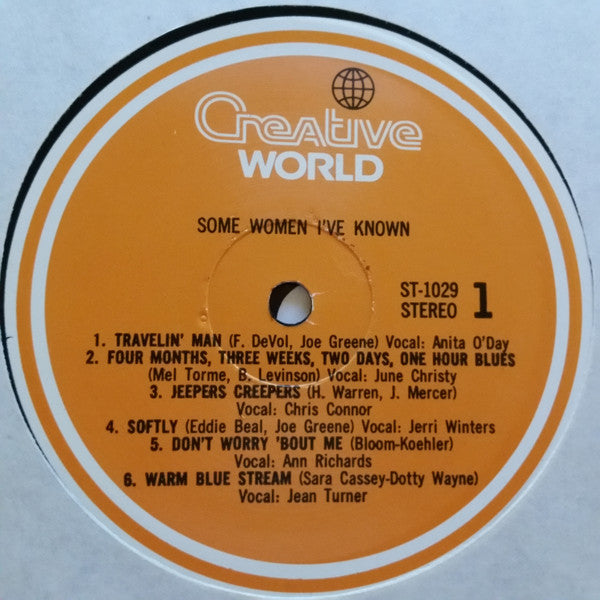 Creative
WORLD
SOME WOMEN I'VE KNOWN
ST-1029
STEREO 1
1. TRAVELIN' MAN (F. DeVol, Joe Greene) Vocal: Anita O'Day
2. FOUR MONTHS, THREE WEEKS, TWO DAYS, ONE HOUR BLUES
(Mel Torme, B. Levinson) Vocal: June Christy
3. JEEPERS CREEPERS (H. Warren, J. Mercer)
Vocal: Chris Connor
4. SOFTLY (Eddie Beal, Joe Greene) Vocal: Jerri Winters
5. DON'T WORRY 'BOUT ME (Bloom-Koehler)
Vocal: Ann Richards
6. WARM BLUE STREAM (Sara Cassey-Dotty Wayne)
Vocal: Jean Turner